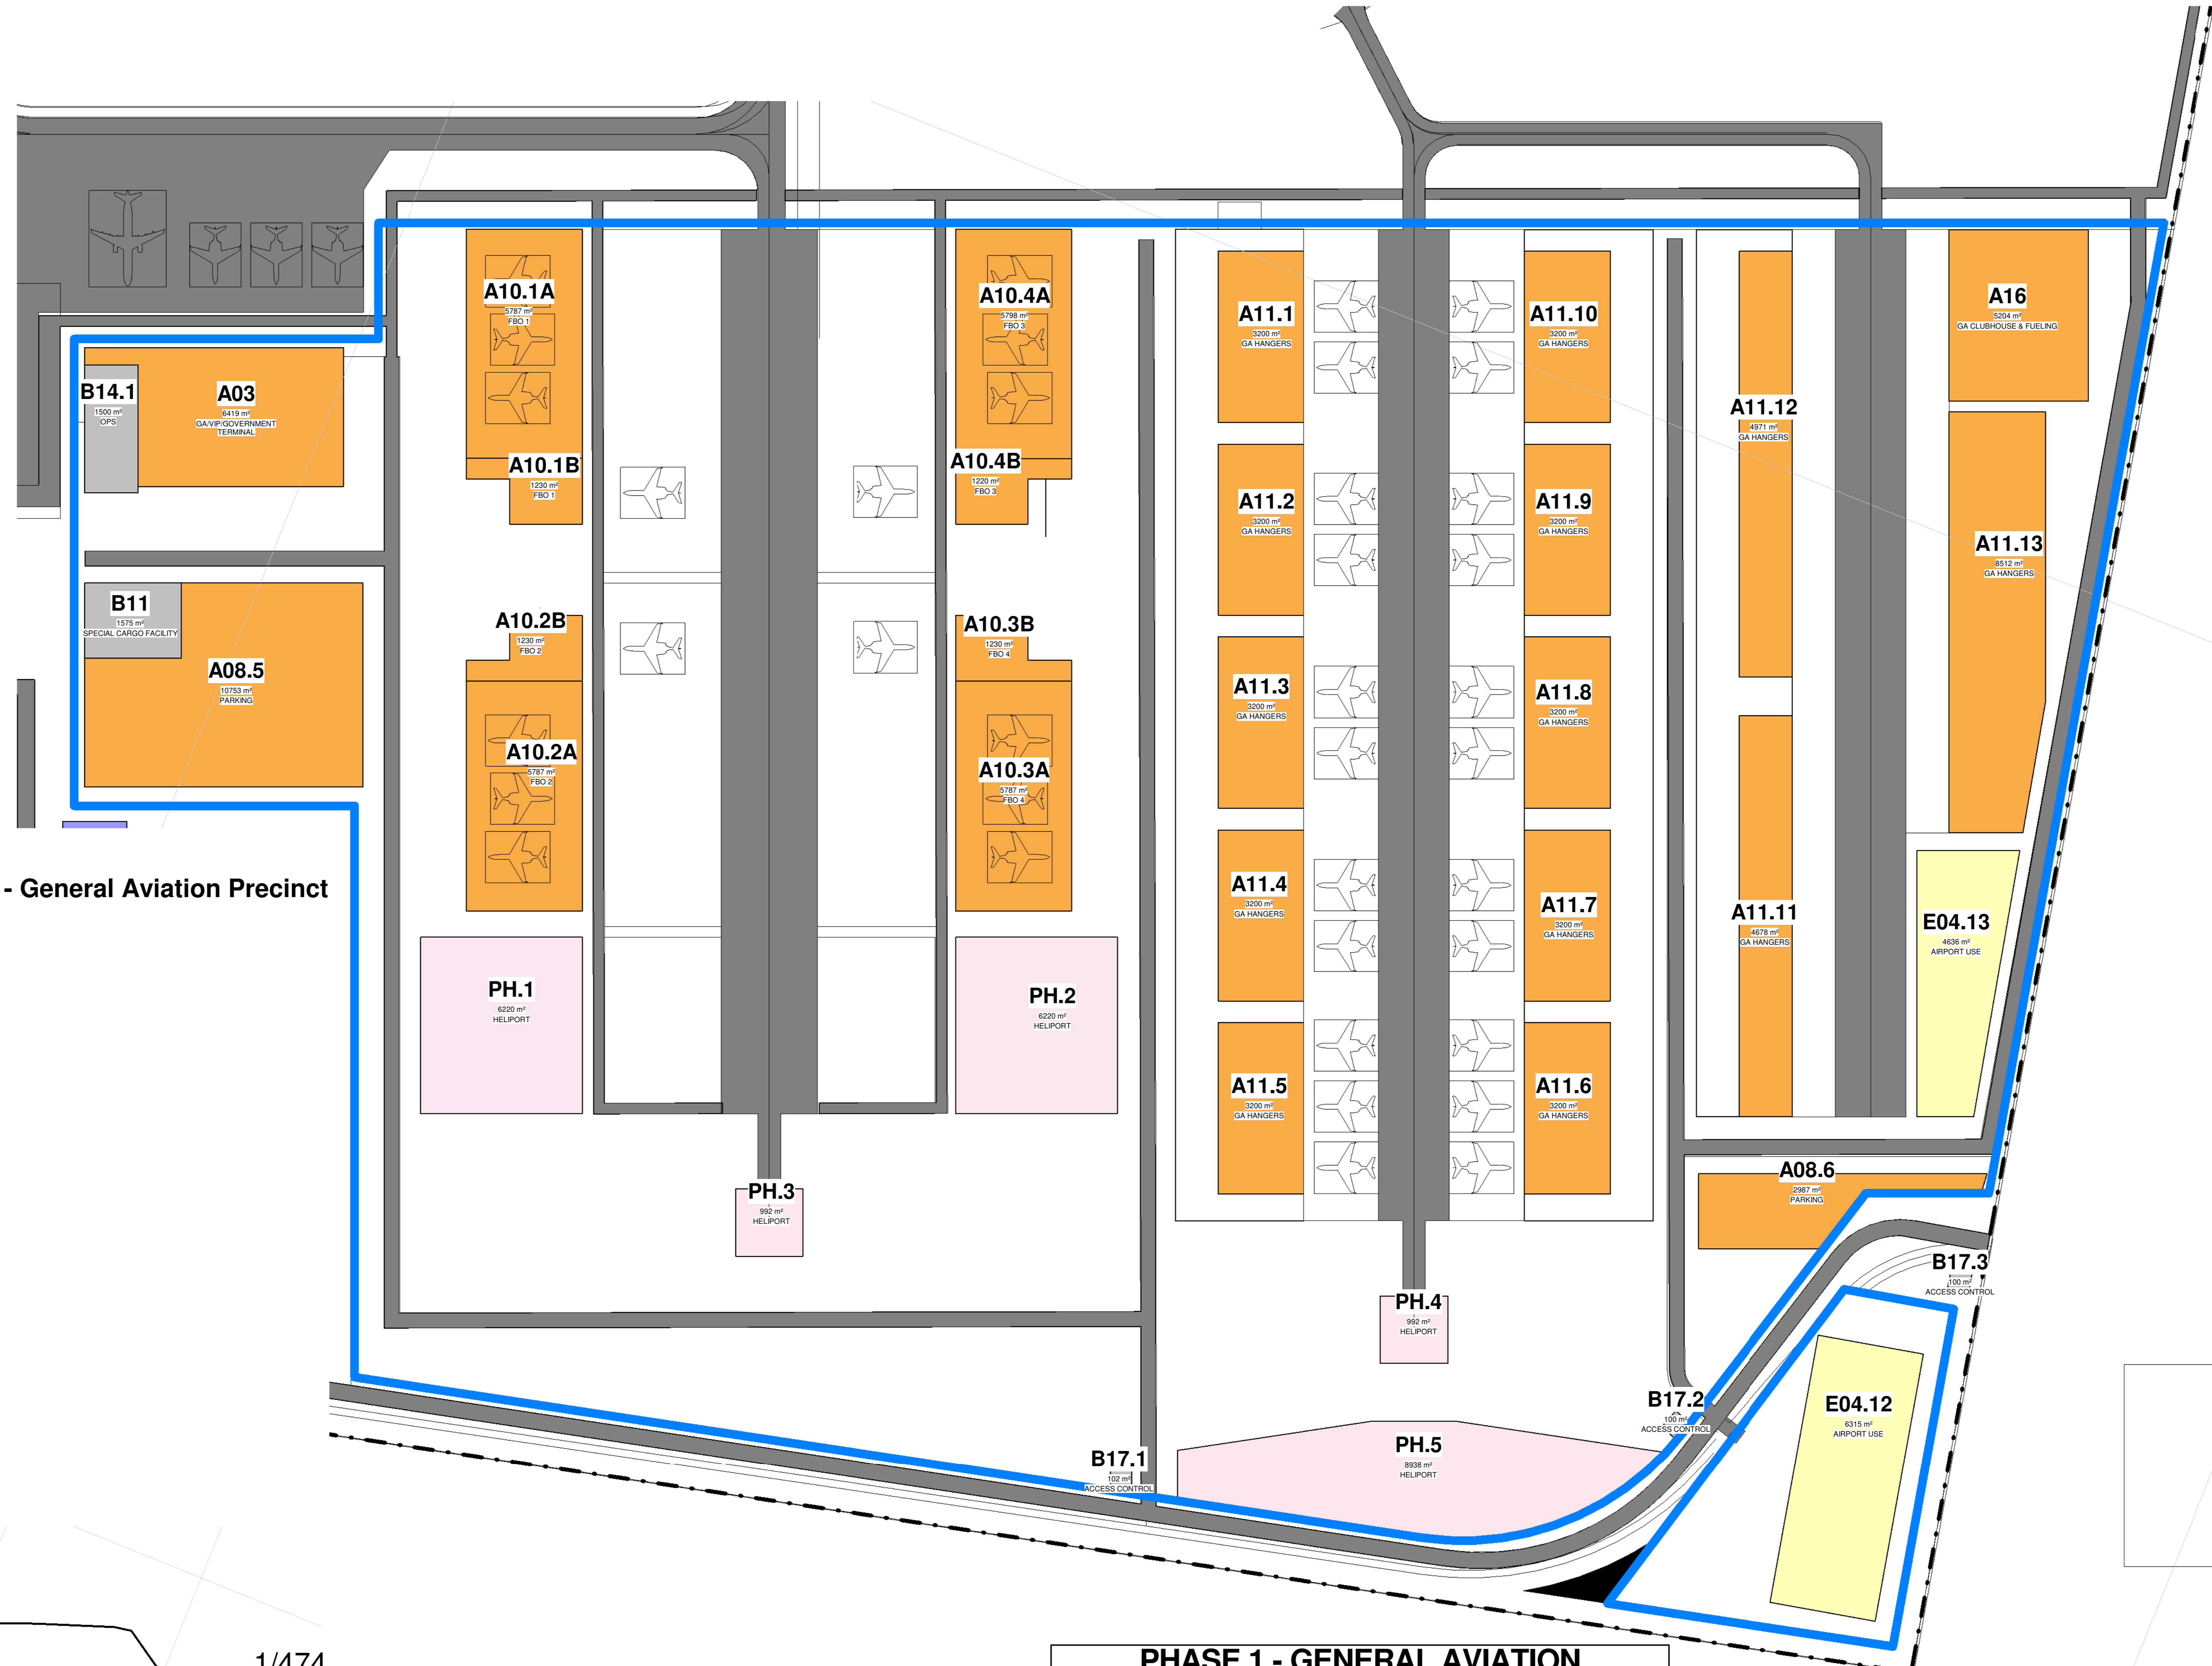 A10.1A
5787 m²
FBO 1
A10.4A
5798 m²
FBO 3
A11.1
3200 m²
GA HANGERS
A11.10
3200 m²
GA HANGERS
A16
5204 m²
GA CLUBHOUSE & FUELING
B14.1
1500 m²
OPS
A03
6419 m²
GA/VIP/GOVERNMENT
TERMINAL
A11.12
4971 m²
GA HANGERS
A10.1B
1230 m²
FBO 1
A10.4B
1220 m²
FBO 3
A11.2
3200 m²
GA HANGERS
A11.9
3200 m²
GA HANGERS
A11.13
8512 m²
GA HANGERS
B11
1575 m²
SPECIAL CARGO FACILITY
A08.5
10753 m²
PARKING
A10.2B
1230 m²
FBO 2
A10.3B
1230 m²
FBO 4
A11.3
3200 m²
GA HANGERS
A11.8
3200 m²
GA HANGERS
A10.2A
5787 m²
FBO 2
A10.3A
5787 m²
FBO 4
- General Aviation Precinct
A11.4
3200 m²
GA HANGERS
A11.7
3200 m²
GA HANGERS
A11.11
4678 m²
GA HANGERS
E04.13
4636 m²
AIRPORT USE
PH.1
6220 m²
HELIPORT
PH.2
6220 m²
HELIPORT
A11.5
3200 m²
GA HANGERS
A11.6
3200 m²
GA HANGERS
A08.6
2987 m²
PARKING
PH.3
992 m²
HELIPORT
B17.3
100 m²
ACCESS CONTROL
PH.4
992 m²
HELIPORT
B17.2
100 m²
ACCESS CONTROL
E04.12
6315 m²
AIRPORT USE
PH.5
8938 m²
HELIPORT
B17.1
102 m²
ACCESS CONTROL
1/474
PHASE 1 - GENERAL AVIATION